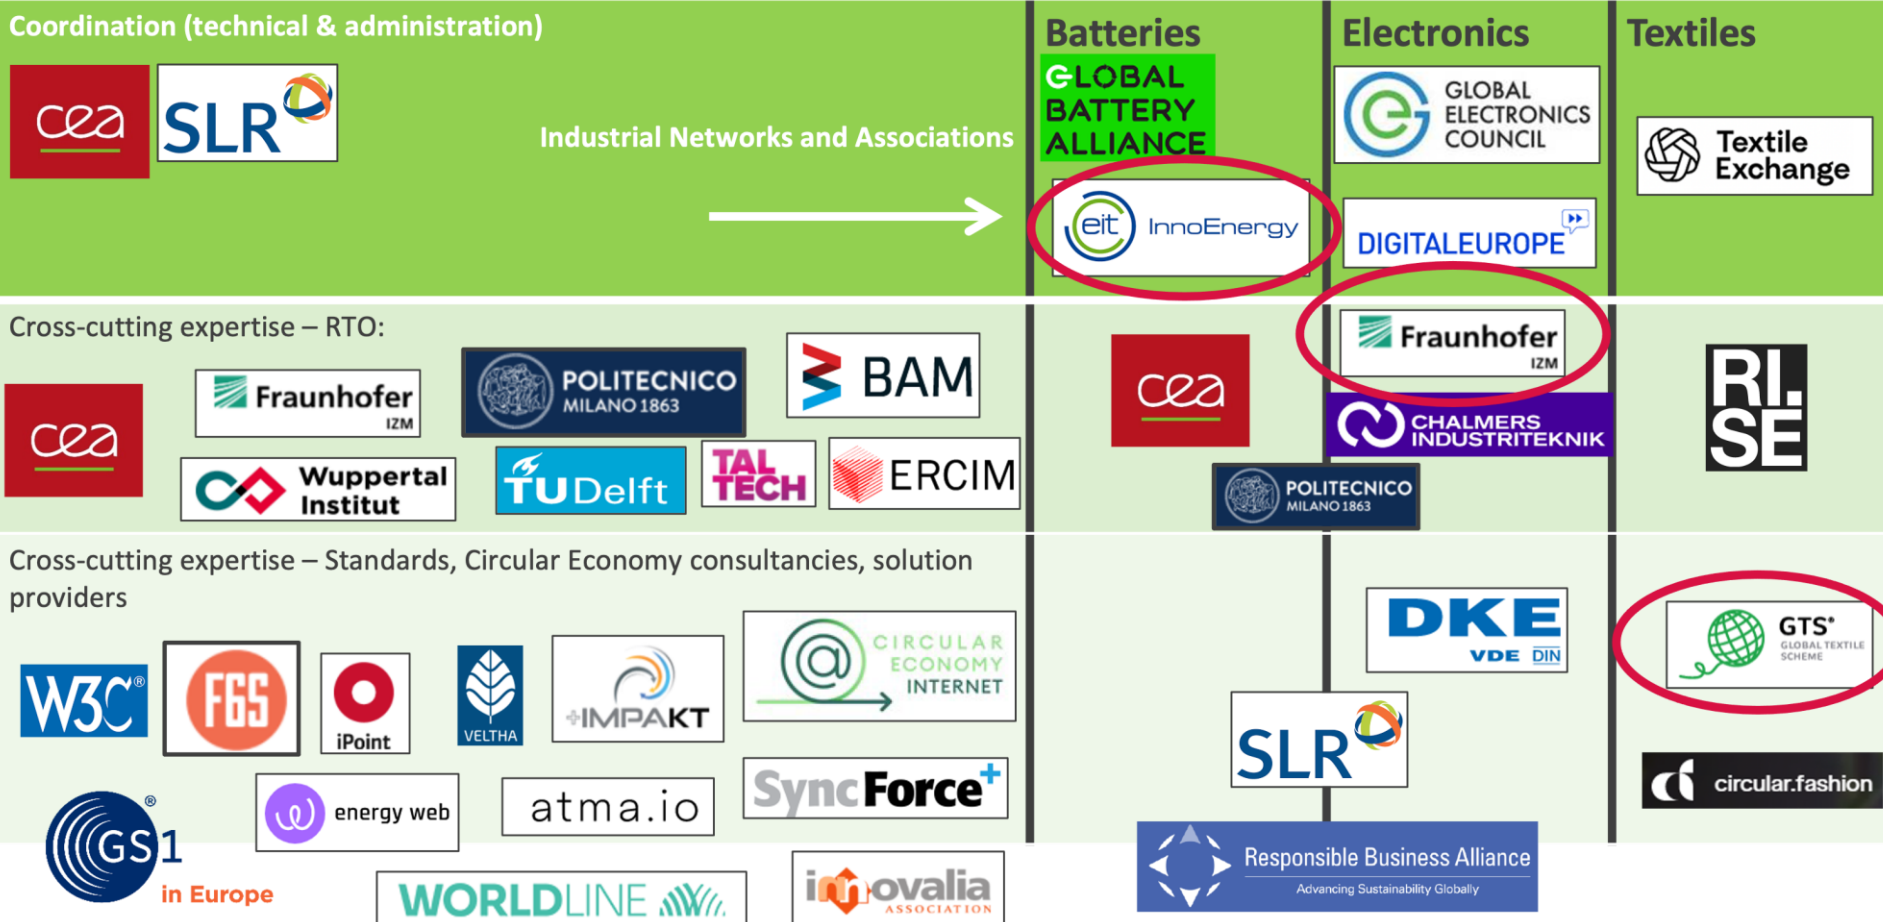 Coordination (technical & administration)
Batteries
Electronics
Textiles
cea
SLR
Industrial Networks and Associations
GLOBAL
BATTERY
ALLIANCE
GLOBAL
ELECTRONICS
COUNCIL
Textile
Exchange
eit InnoEnergy
DIGITALEUROPE
Cross-cutting expertise – RTO:
cea
Fraunhofer
IZM
POLITECNICO
MILANO 1863
BAM
Wuppertal
Institut
TU Delft
TAL
TECH
ERCIM
cea
Fraunhofer
IZM
CHALMERS
INDUSTRITEKNIK
POLITECNICO
MILANO 1863
RI.
SE
Cross-cutting expertise – Standards, Circular Economy consultancies, solution
providers
W3C®
F6S
iPoint
VELTHA
+IMPAKT
CIRCULAR
ECONOMY
INTERNET
@
energy web
atma.io
SyncForce+
GS1®
in Europe
WORLDLINE
innovalia
ASSOCIATION
DKE
VDE DIN
SLR
Responsible Business Alliance
Advancing Sustainability Globally
GTS®
GLOBAL TEXTILE
SCHEME
circular.fashion